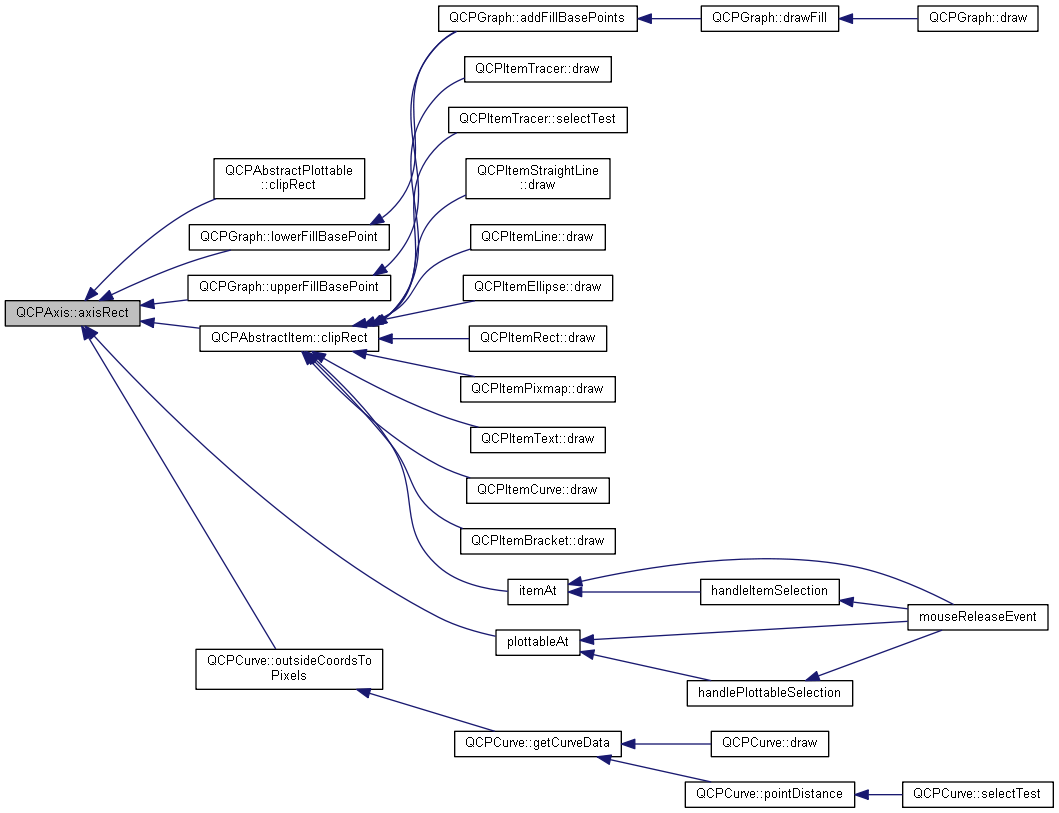 QCPGraph::addFillBasePoints
QCPGraph::drawFill
QCPGraph::draw
QCPItemTracer::draw
QCPItemTracer::selectTest
QCPAbstractPlottable
::clipRect
QCPItemStraightLine
::draw
QCPGraph::lowerFillBasePoint
QCPItemLine::draw
QCPGraph::upperFillBasePoint
QCPItemEllipse::draw
QCPAxis::axisRect
QCPAbstractItem::clipRect
QCPItemRect::draw
QCPItemPixmap::draw
QCPItemText::draw
QCPItemCurve::draw
QCPItemBracket::draw
itemAt
handleItemSelection
mouseReleaseEvent
plottableAt
QCPCurve::outsideCoordsTo
Pixels
handlePlottableSelection
QCPCurve::getCurveData
QCPCurve::draw
QCPCurve::pointDistance
QCPCurve::selectTest